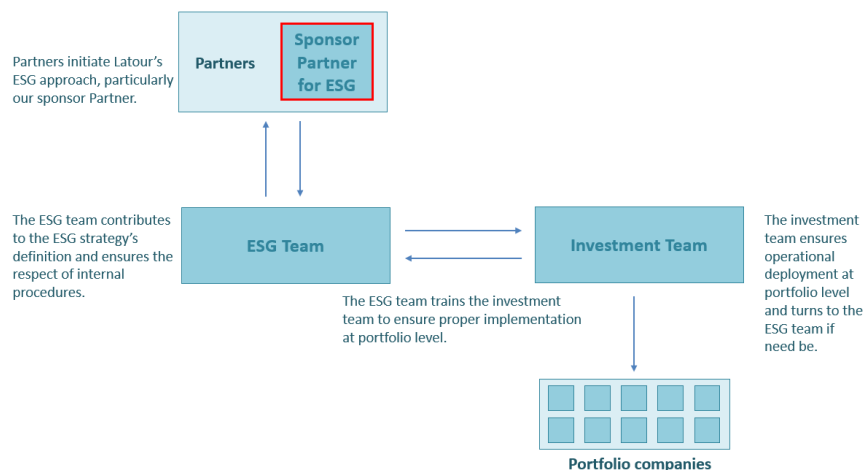 Partners initiate Latour’s
ESG approach, particularly
our sponsor Partner.
Partners
Sponsor
Partner
for ESG
The ESG team contributes
to the ESG strategy’s
definition and ensures the
respect of internal
procedures.
ESG Team
Investment Team
The investment
team ensures
operational
deployment at
portfolio level
and turns to the
ESG team if
need be.
The ESG team trains the investment
team to ensure proper implementation
at portfolio level.
Portfolio companies